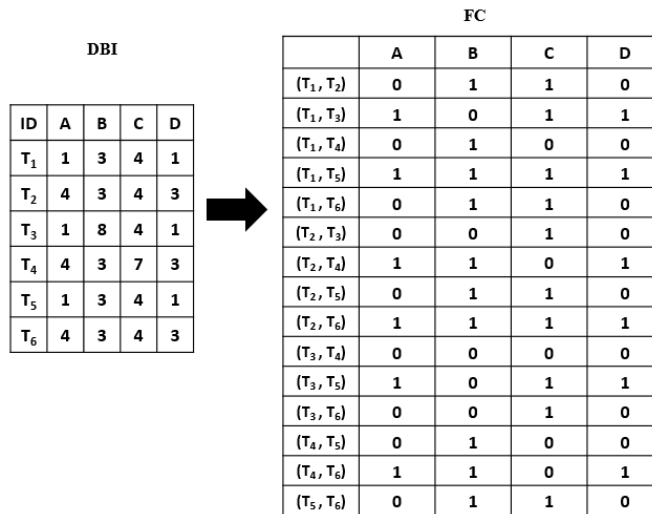 FC
DBI
A B C D
(T₁, T₂) 0 1 1 0
(T₁, T₃) 1 0 1 1
(T₁, T₄) 0 1 0 0
(T₁, T₅) 1 1 1 1
(T₁, T₆) 0 1 1 0
(T₂, T₃) 0 0 1 0
(T₂, T₄) 1 1 0 1
(T₂, T₅) 0 1 1 0
(T₂, T₆) 1 1 1 1
(T₃, T₄) 0 0 0 0
(T₃, T₅) 1 0 1 1
(T₃, T₆) 0 0 1 0
(T₄, T₅) 0 1 0 0
(T₄, T₆) 1 1 0 1
(T₅, T₆) 0 1 1 0
ID A B C D
T₁ 1 3 4 1
T₂ 4 3 4 3
T₃ 1 8 4 1
T₄ 4 3 7 3
T₅ 1 3 4 1
T₆ 4 3 4 3